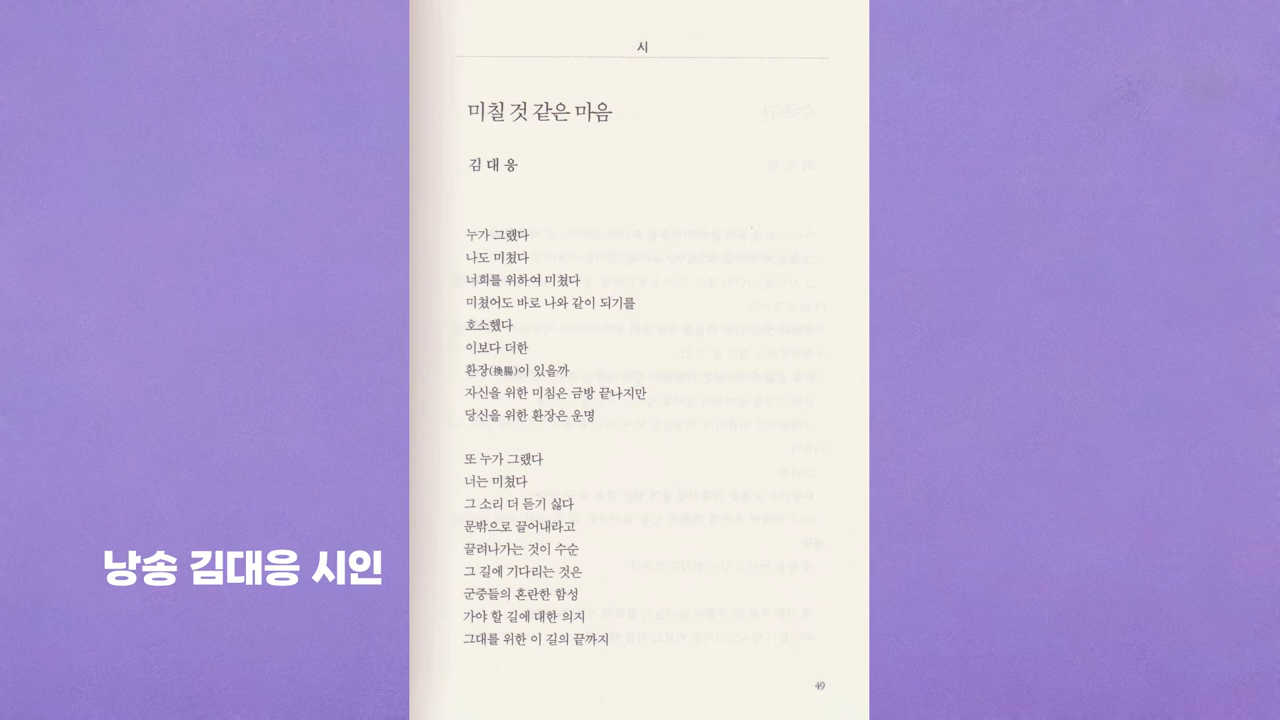 시
미칠 것 같은 마음
김 대 웅
누가 그랬다
나도 미쳤다
너희를 위하여 미쳤다
미쳤어도 바로 나와 같이 되기를
호소했다
이보다 더한
환장(換腸)이 있을까
자신을 위한 미침은 금방 끝나지만
당신을 위한 환장은 운명
또 누가 그랬다
너는 미쳤다
그 소리 더 듣기 싫다
문밖으로 끌어내라고
끌려나가는 것이 수순
그 길에 기다리는 것은
군중들의 혼란한 함성
가야 할 길에 대한 의지
그대를 위한 이 길의 끝까지
49
낭송 김대응 시인